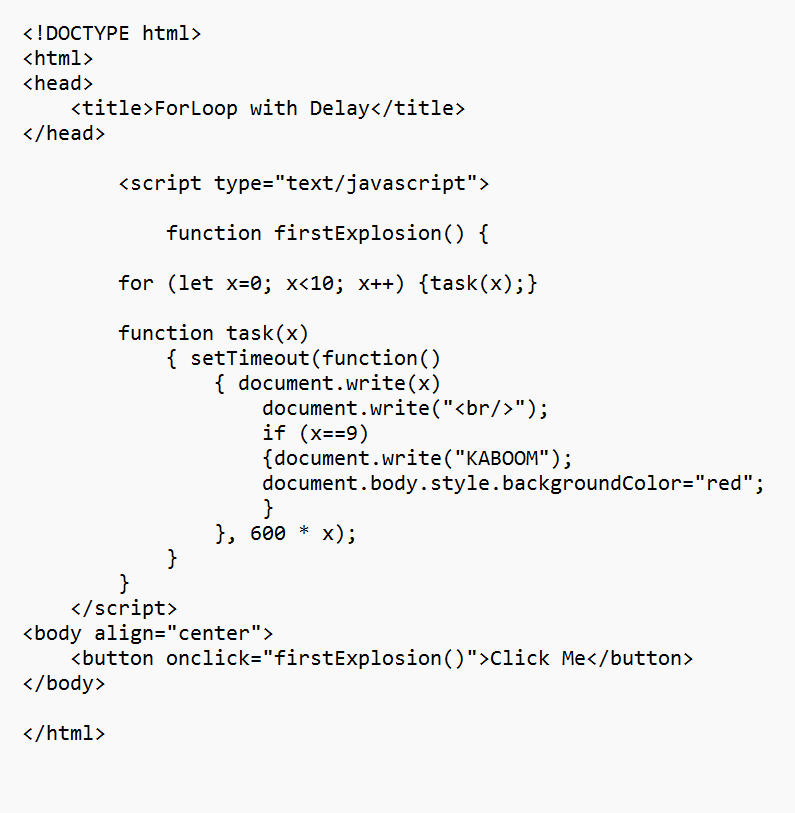 <!DOCTYPE html>
<html>
<head>
    <title>ForLoop with Delay</title>
</head>

        <script type="text/javascript">

            function firstExplosion() {

        for (let x=0; x<10; x++) {task(x);}

        function task(x)
            { setTimeout(function()
                { document.write(x)
                    document.write("<br/>");
                    if (x==9)
                    {document.write("KABOOM");
                    document.body.style.backgroundColor="red";
                    }
                }, 600 * x);
            }
        }
    </script>
<body align="center">
    <button onclick="firstExplosion()">Click Me</button>
</body>

</html>